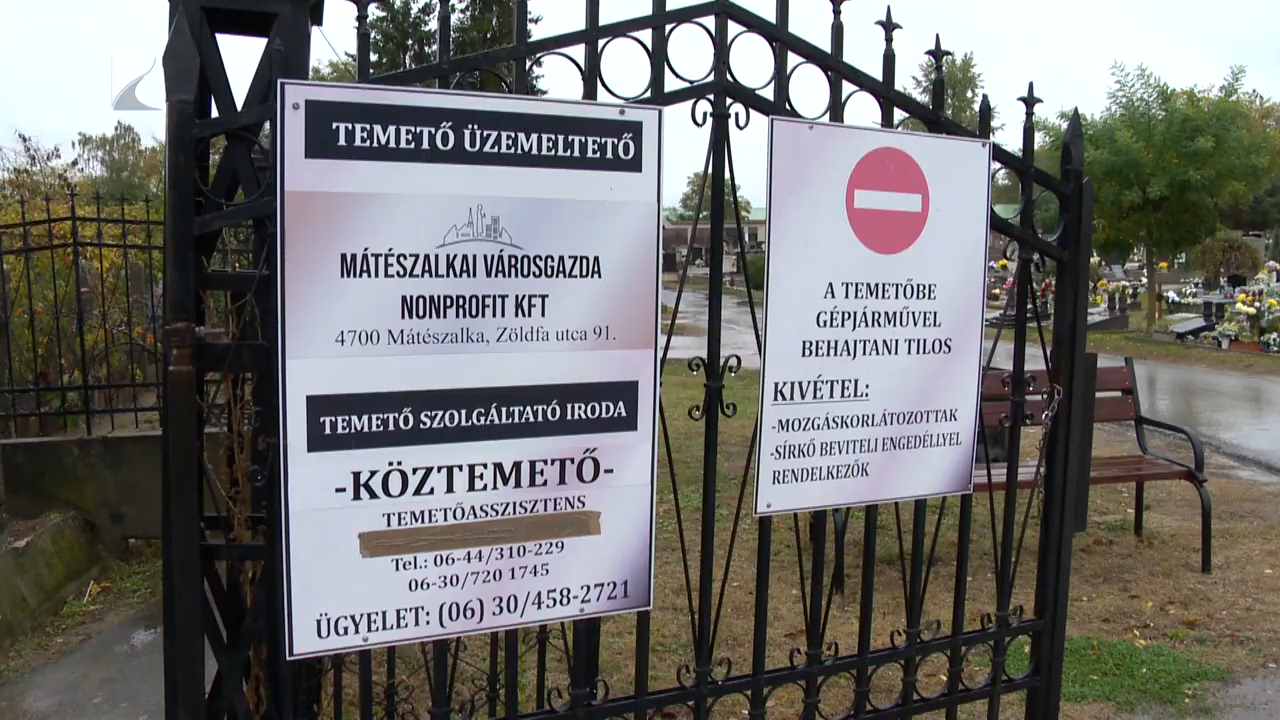 TEMETŐ ÜZEMELTETŐ
MÁTÉSZALKAI VÁROSGAZDA
NONPROFIT KFT
4700 Mátészalka, Zöldfa utca 91.
TEMETŐ SZOLGÁLTATÓ IRODA
-KÖZTEMETŐ-
TEMETŐASSZISZTENS
Tel.: 06-44/310-229
06-30/720 1745
ÜGYELET: (06) 30/458-2721
A TEMETŐBE
GÉPJÁRMŰVEL
BEHAJTANI TILOS
KIVÉTEL:
-MOZGÁSKORLÁTOZOTTAK
-SÍRKŐ BEVITELI ENGEDÉLLYEL
RENDELKEZŐK